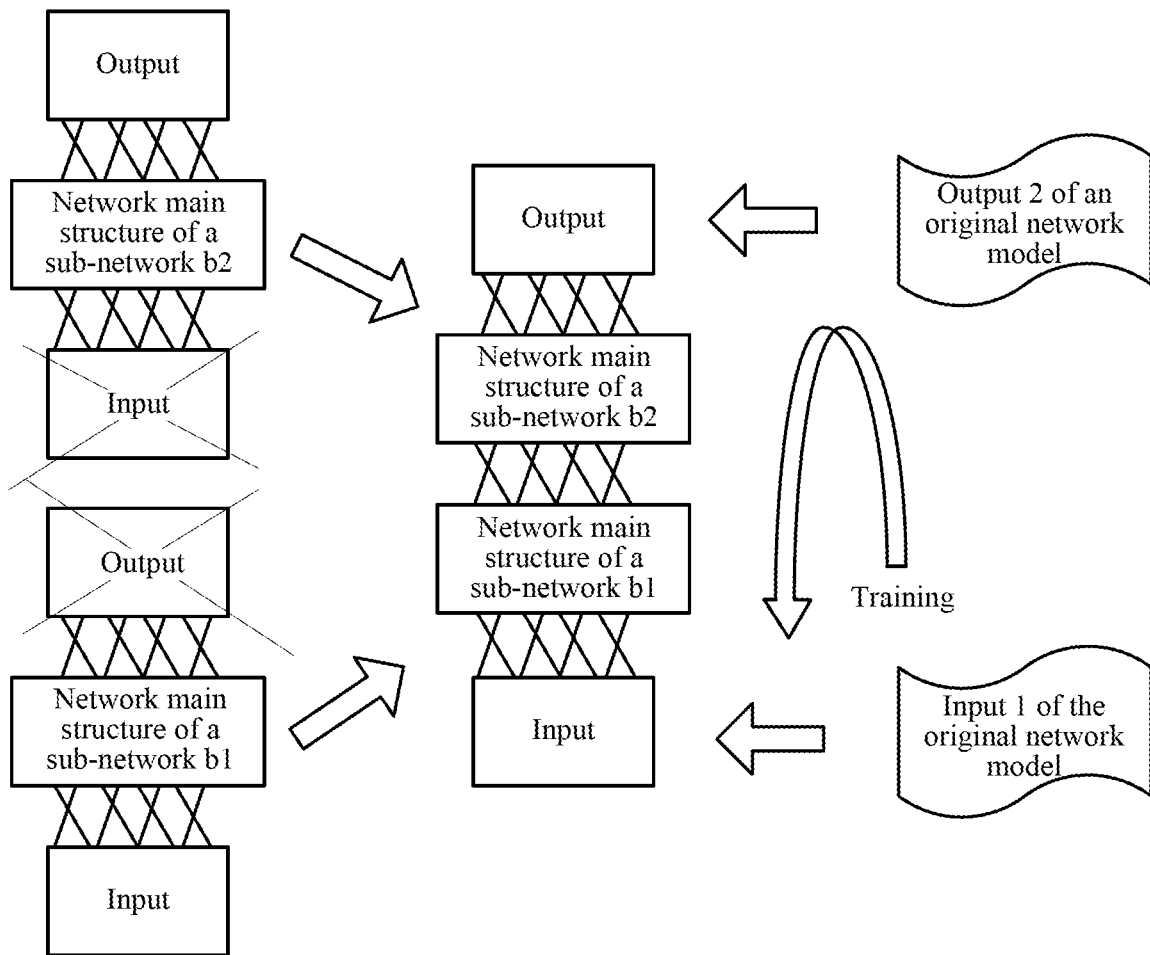 Output
Network main
structure of a
sub-network b2
Input
Output
Network main
structure of a
sub-network b1
Input
Output
Network main
structure of a
sub-network b2
Network main
structure of a
sub-network b1
Input
Output 2 of an
original network
model
Training
Input 1 of the
original network
model